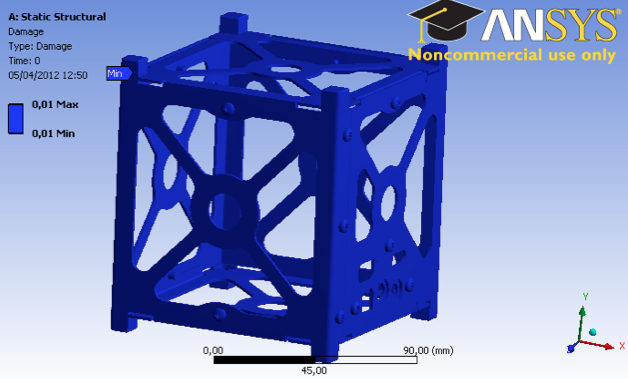 A: Static Structural
Damage
Type: Damage
Time: 0
05/04/2012 12:50
ANSYS®
Noncommercial use only
Min
0,01 Max
0,01 Min
0,00
90,00 (mm)
45,00
Y
X